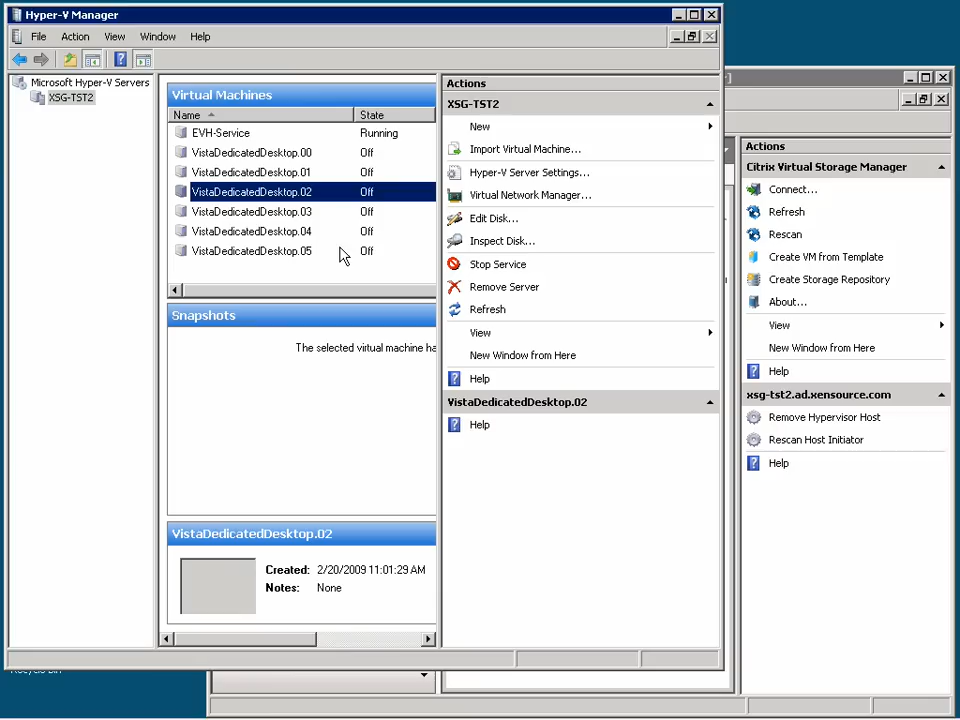 Hyper-V Manager
File Action View Window Help
Microsoft Hyper-V Servers
XSG-TST2
Virtual Machines
Name State
EVH-Service Running
VistaDedicatedDesktop.00 Off
VistaDedicatedDesktop.01 Off
VistaDedicatedDesktop.02 Off
VistaDedicatedDesktop.03 Off
VistaDedicatedDesktop.04 Off
VistaDedicatedDesktop.05 Off
Snapshots
The selected virtual machine ha
VistaDedicatedDesktop.02
Created: 2/20/2009 11:01:29 AM
Notes: None
Actions
XSG-TST2
New
Import Virtual Machine...
Hyper-V Server Settings...
Virtual Network Manager...
Edit Disk...
Inspect Disk...
Stop Service
Remove Server
Refresh
View
New Window from Here
Help
VistaDedicatedDesktop.02
Help
Actions
Citrix Virtual Storage Manager
Connect...
Refresh
Rescan
Create VM from Template
Create Storage Repository
About...
View
New Window from Here
Help
xsg-tst2.ad.xensource.com
Remove Hypervisor Host
Rescan Host Initiator
Help